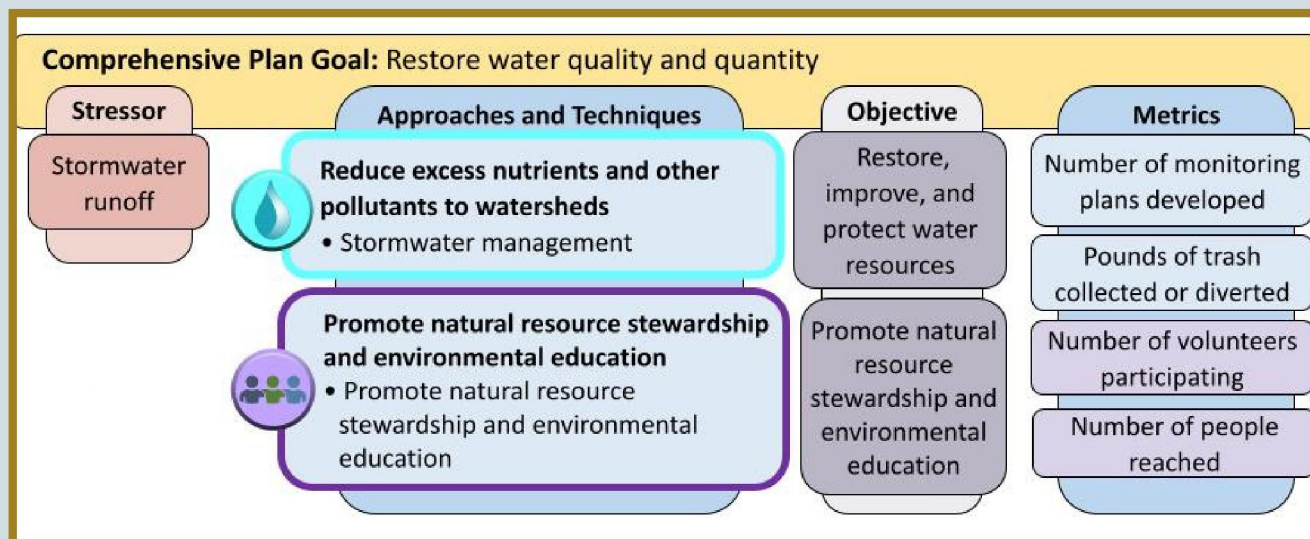 Comprehensive Plan Goal: Restore water quality and quantity
Stressor
Stormwater
runoff
Approaches and Techniques
Reduce excess nutrients and other
pollutants to watersheds
• Stormwater management
Promote natural resource stewardship
and environmental education
• Promote natural resource
stewardship and environmental
education
Objective
Restore,
improve, and
protect water
resources
Promote natural
resource
stewardship and
environmental
education
Metrics
Number of monitoring
plans developed
Pounds of trash
collected or diverted
Number of volunteers
participating
Number of people
reached